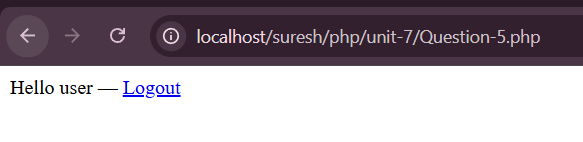 localhost/suresh/php/unit-7/Question-5.php
Hello user — Logout